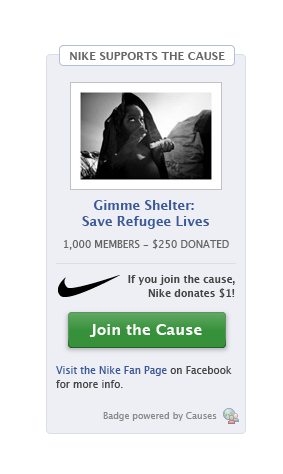 NIKE SUPPORTS THE CAUSE
Gimme Shelter:
Save Refugee Lives
1,000 MEMBERS – $250 DONATED
If you join the cause,
Nike donates $1!
Join the Cause
Visit the Nike Fan Page on Facebook
for more info.
Badge powered by Causes